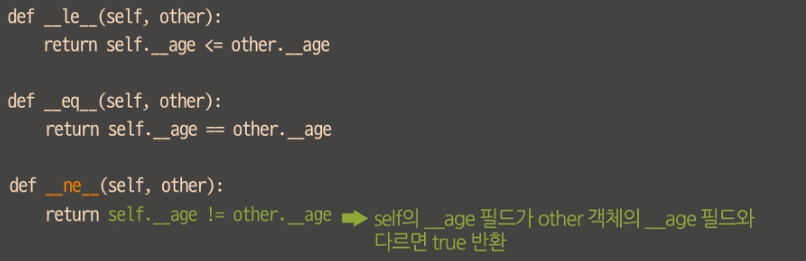 def __le__(self, other):
    return self.__age <= other.__age
def __eq__(self, other):
    return self.__age == other.__age
def __ne__(self, other):
    return self.__age != other.__age ➡ self의 __age 필드가 other 객체의 __age 필드와
다르면 true 반환